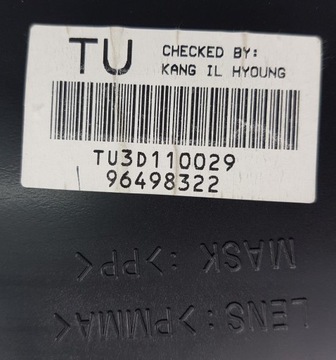 TU
CHECKED BY:
KANG IL HYOUNG
TU3D110029
96498322
MASK :>PP<
LENS:>PMMA<